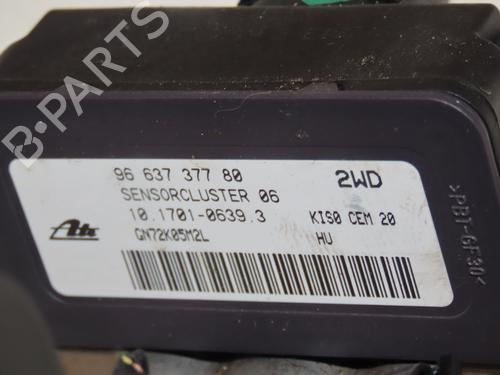 B-PARTS
96 637 377 80
2WD
SENSORCLUSTER 06
10.1701-0639.3
KIS0 CEM 20
Ate
GN72K05M2L
HU
>PBT-GF30<